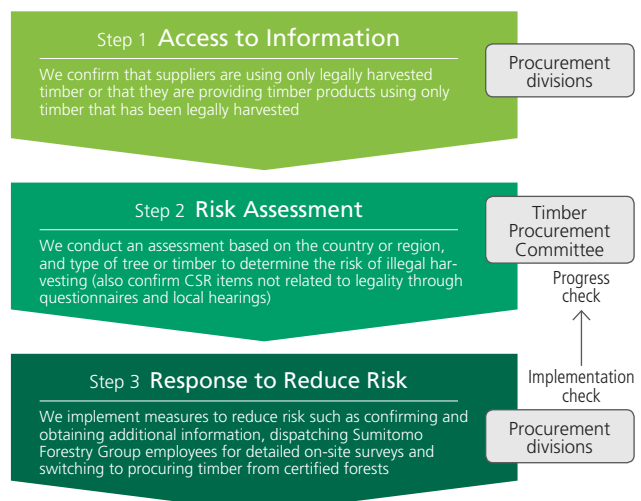 Step 1 Access to Information
We confirm that suppliers are using only legally harvested
timber or that they are providing timber products using only
timber that has been legally harvested
Procurement
divisions
Step 2 Risk Assessment
We conduct an assessment based on the country or region,
and type of tree or timber to determine the risk of illegal har-
vesting (also confirm CSR items not related to legality through
questionnaires and local hearings)
Timber
Procurement
Committee
Progress
check
Step 3 Response to Reduce Risk
We implement measures to reduce risk such as confirming and
obtaining additional information, dispatching Sumitomo
Forestry Group employees for detailed on-site surveys and
switching to procuring timber from certified forests
Implementation
check
Procurement
divisions